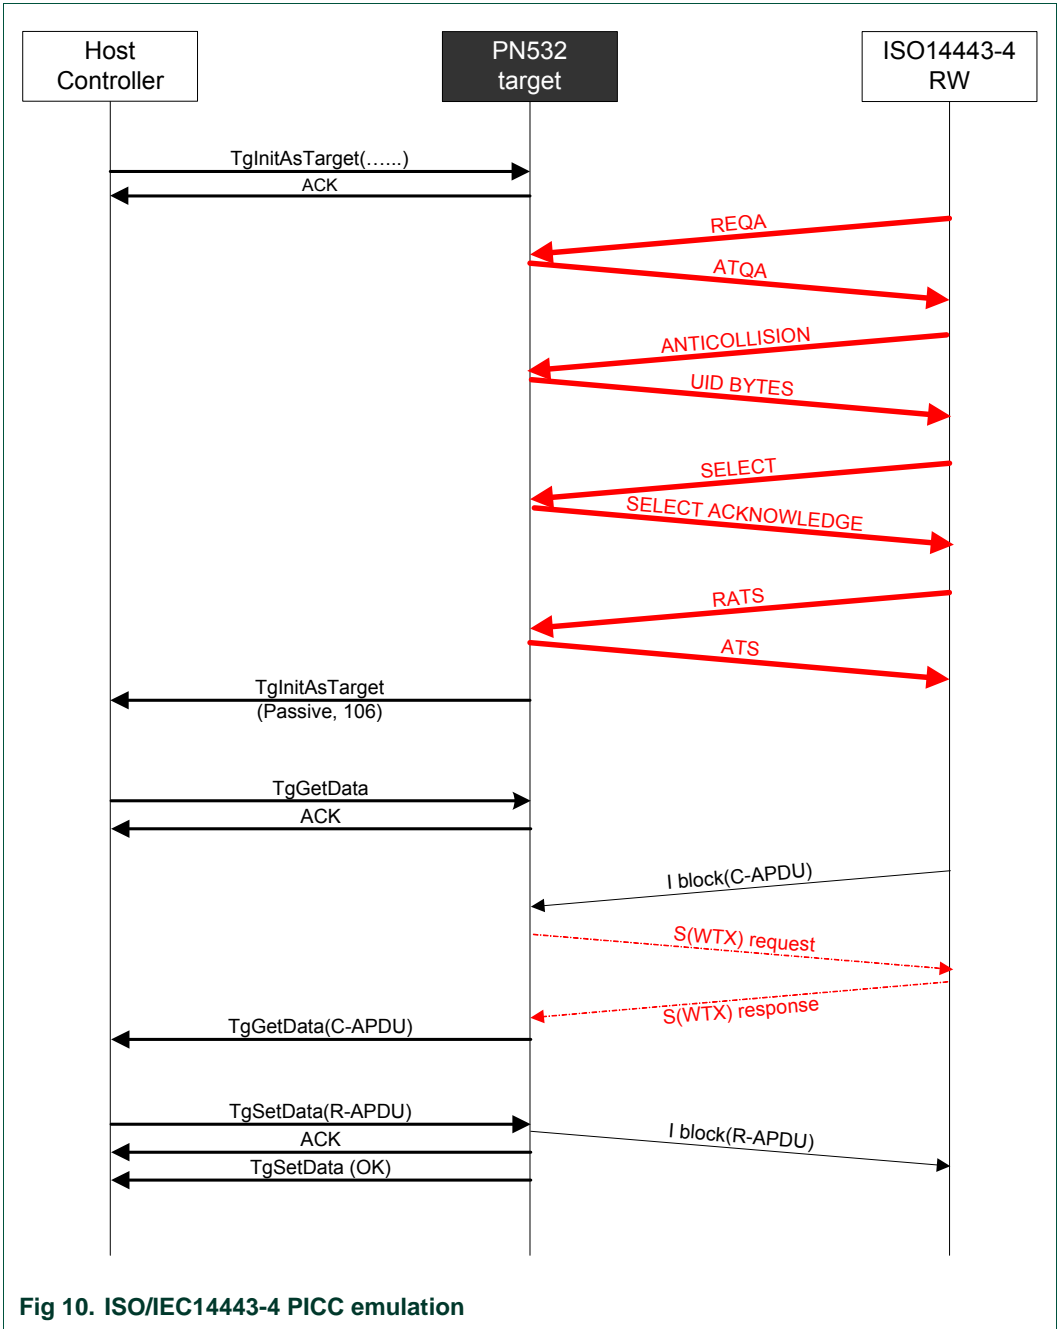 Host
Controller
PN532
target
ISO14443-4
RW
TgInitAsTarget(…...)
ACK
REQA
ATQA
ANTICOLLISION
UID BYTES
SELECT
SELECT ACKNOWLEDGE
RATS
ATS
TgInitAsTarget
(Passive, 106)
TgGetData
ACK
I block(C-APDU)
S(WTX) request
S(WTX) response
TgGetData(C-APDU)
TgSetData(R-APDU)
I block(R-APDU)
ACK
TgSetData (OK)
Fig 10. ISO/IEC14443-4 PICC emulation